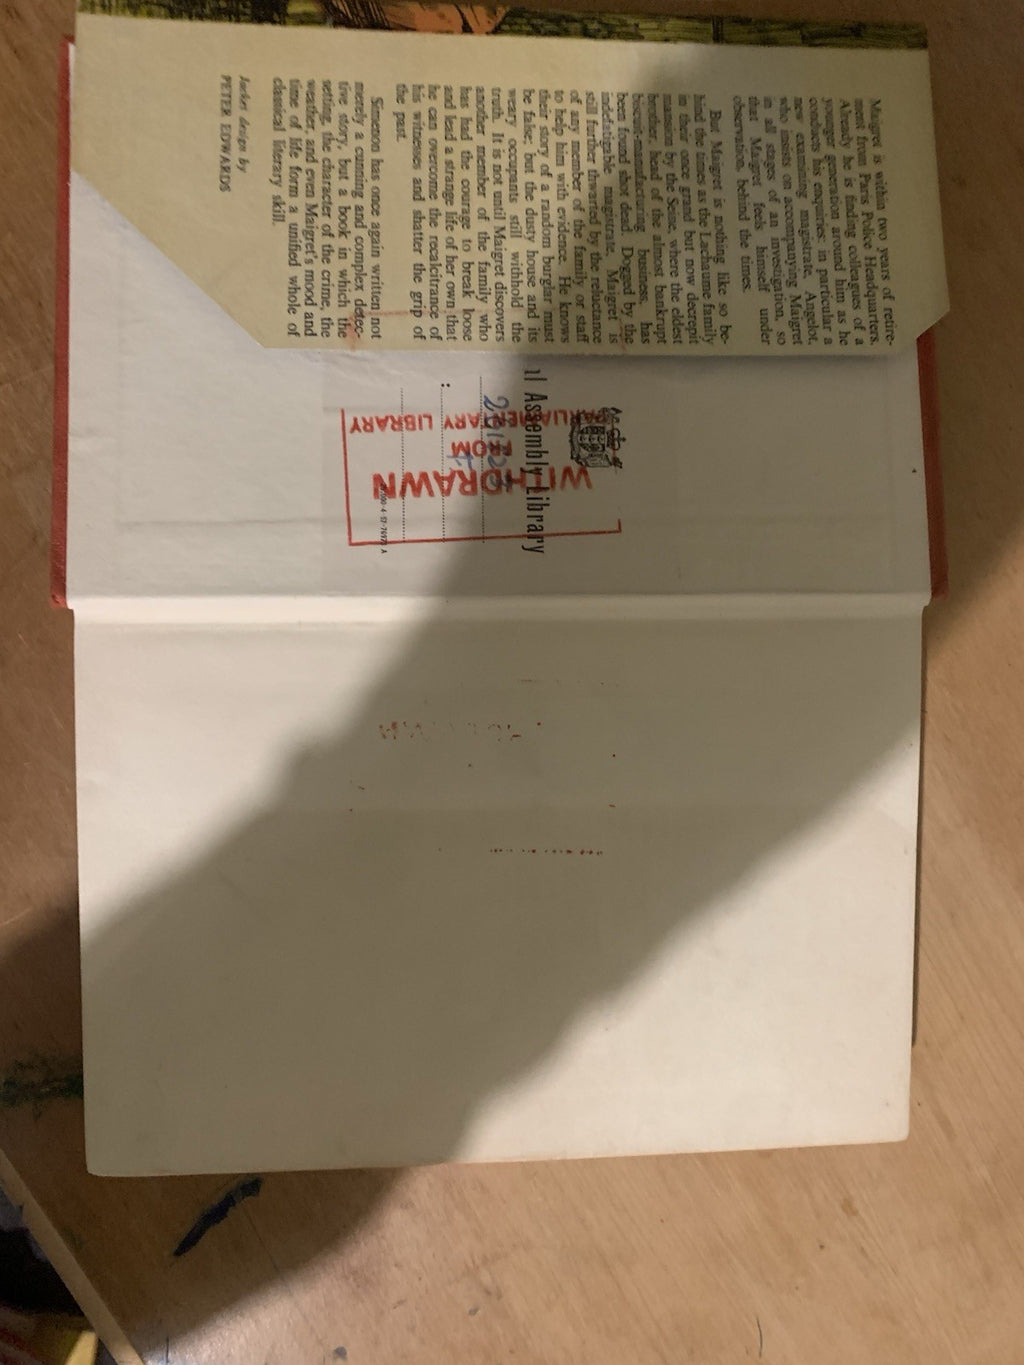 Maigret is within two years of retire-
ment from Paris Police Headquarters.
Already he is finding colleagues of a
younger generation around him as he
conducts his enquiries: in particular a
new examining magistrate, Angelot,
who insists on accompanying Maigret
in all stages of an investigation, so
that Maigret feels himself under
observation, behind the times.
But Maigret is nothing like so be-
hind the times as the Lachaume family
in their once grand but now decrepit
mansion by the Seine, where the eldest
brother, head of the almost bankrupt
biscuit-manufacturing business, has
been found shot dead. Dogged by the
indefatigable magistrate, Maigret is
still further thwarted by the reluctance
of any member of the family or staff
to help him with evidence. He knows
their story of a random burglar must
be false; but the dusty house and its
weary occupants still withhold the
truth. It is not until Maigret discovers
another member of the family who
has had the courage to break loose
and lead a strange life of her own that
he can overcome the recalcitrance of
his witnesses and shatter the grip of
the past.
Simenon has once again written not
merely a cunning and complex detec-
tive story, but a book in which the
setting, the character of the crime, the
weather, and even Maigret's mood and
time of life form a unified whole of
classical literary skill.
Jacket design by
PETER EDWARDS
al Assembly Library
WITHDRAWN
FROM
PARLIAMENTARY LIBRARY